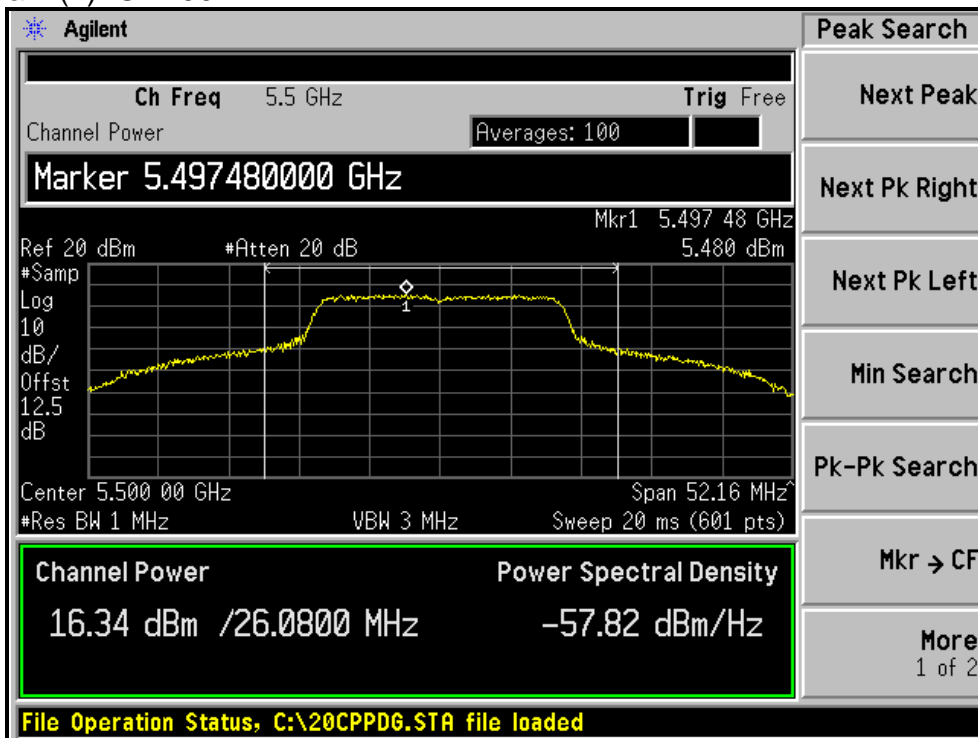 Agilent
Peak Search
Ch Freq 5.5 GHz Trig Free
Channel Power Averages: 100
Marker 5.497480000 GHz
Mkr1 5.497 48 GHz
Ref 20 dBm #Atten 20 dB 5.480 dBm
#Samp
Log
10
dB/
Offst
12.5
dB
1
Center 5.500 00 GHz Span 52.16 MHz^
#Res BW 1 MHz VBW 3 MHz Sweep 20 ms (601 pts)
Channel Power Power Spectral Density
16.34 dBm /26.0800 MHz -57.82 dBm/Hz
File Operation Status, C:\20CPPDG.STA file loaded
Next Peak
Next Pk Right
Next Pk Left
Min Search
Pk-Pk Search
Mkr → CF
More
1 of 2